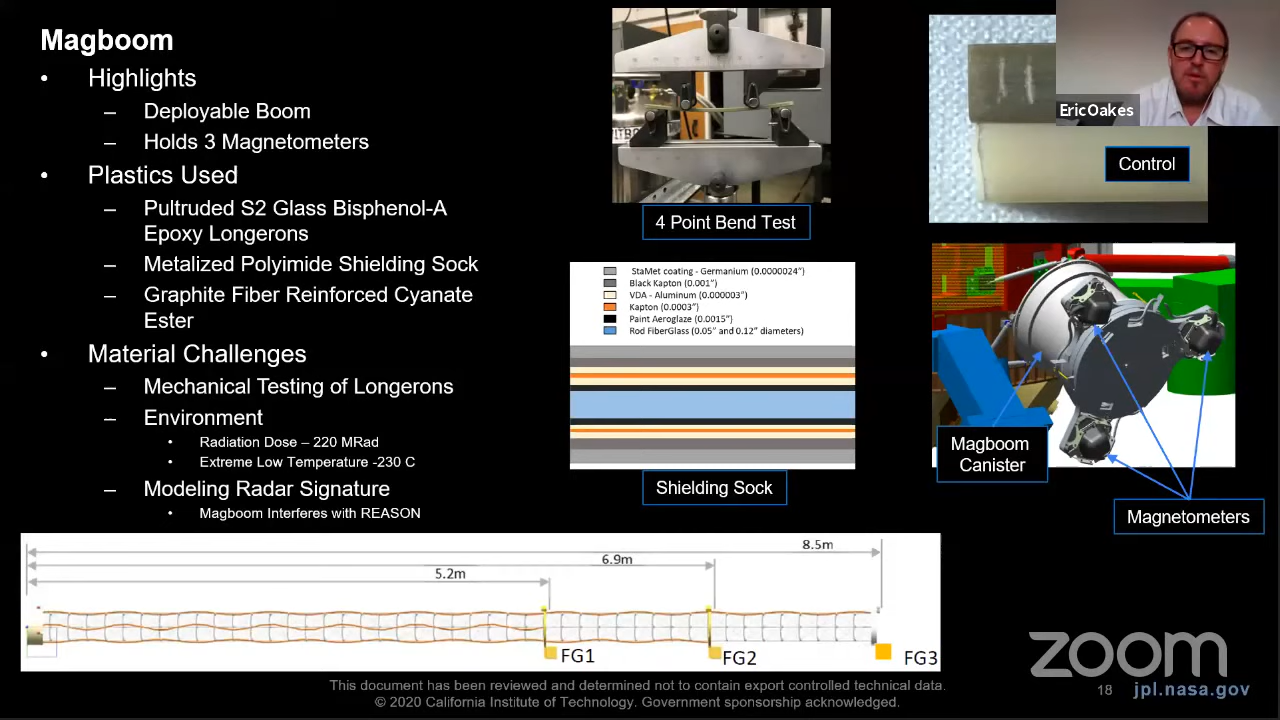 Magboom
• Highlights
– Deployable Boom
– Holds 3 Magnetometers
• Plastics Used
– Pultruded S2 Glass Bisphenol-A
Epoxy Longerons
– Metalized Polyimide Shielding Sock
– Graphite Fiber Reinforced Cyanate
Ester
• Material Challenges
– Mechanical Testing of Longerons
– Environment
• Radiation Dose – 220 MRad
• Extreme Low Temperature -230 C
– Modeling Radar Signature
• Magboom Interferes with REASON
4 Point Bend Test
StaMet coating - Germanium (0.0000024")
Black Kapton (0.001")
VDA - Aluminum (0.000003")
Kapton (0.0003")
Paint Aeroglaze (0.0015")
Rod FiberGlass (0.05" and 0.12" diameters)
Shielding Sock
Eric Oakes
Control
Magboom
Canister
Magnetometers
8.5m
6.9m
5.2m
FG1
FG2
FG3
This document has been reviewed and determined not to contain export controlled technical data.
© 2020 California Institute of Technology. Government sponsorship acknowledged.
zoom
18 jpl.nasa.gov